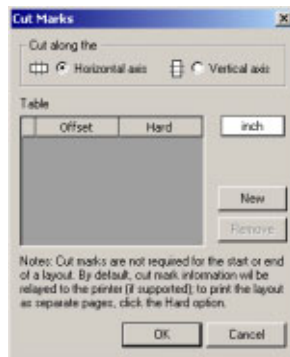 Cut Marks
Cut along the
Horizontal axis
Vertical axis
Table
Offset Hard
inch
New
Remove
Notes: Cut marks are not required for the start or end
of a layout. By default, cut mark information will be
relayed to the printer (if supported); to print the layout
as separate pages, click the Hard option.
OK Cancel